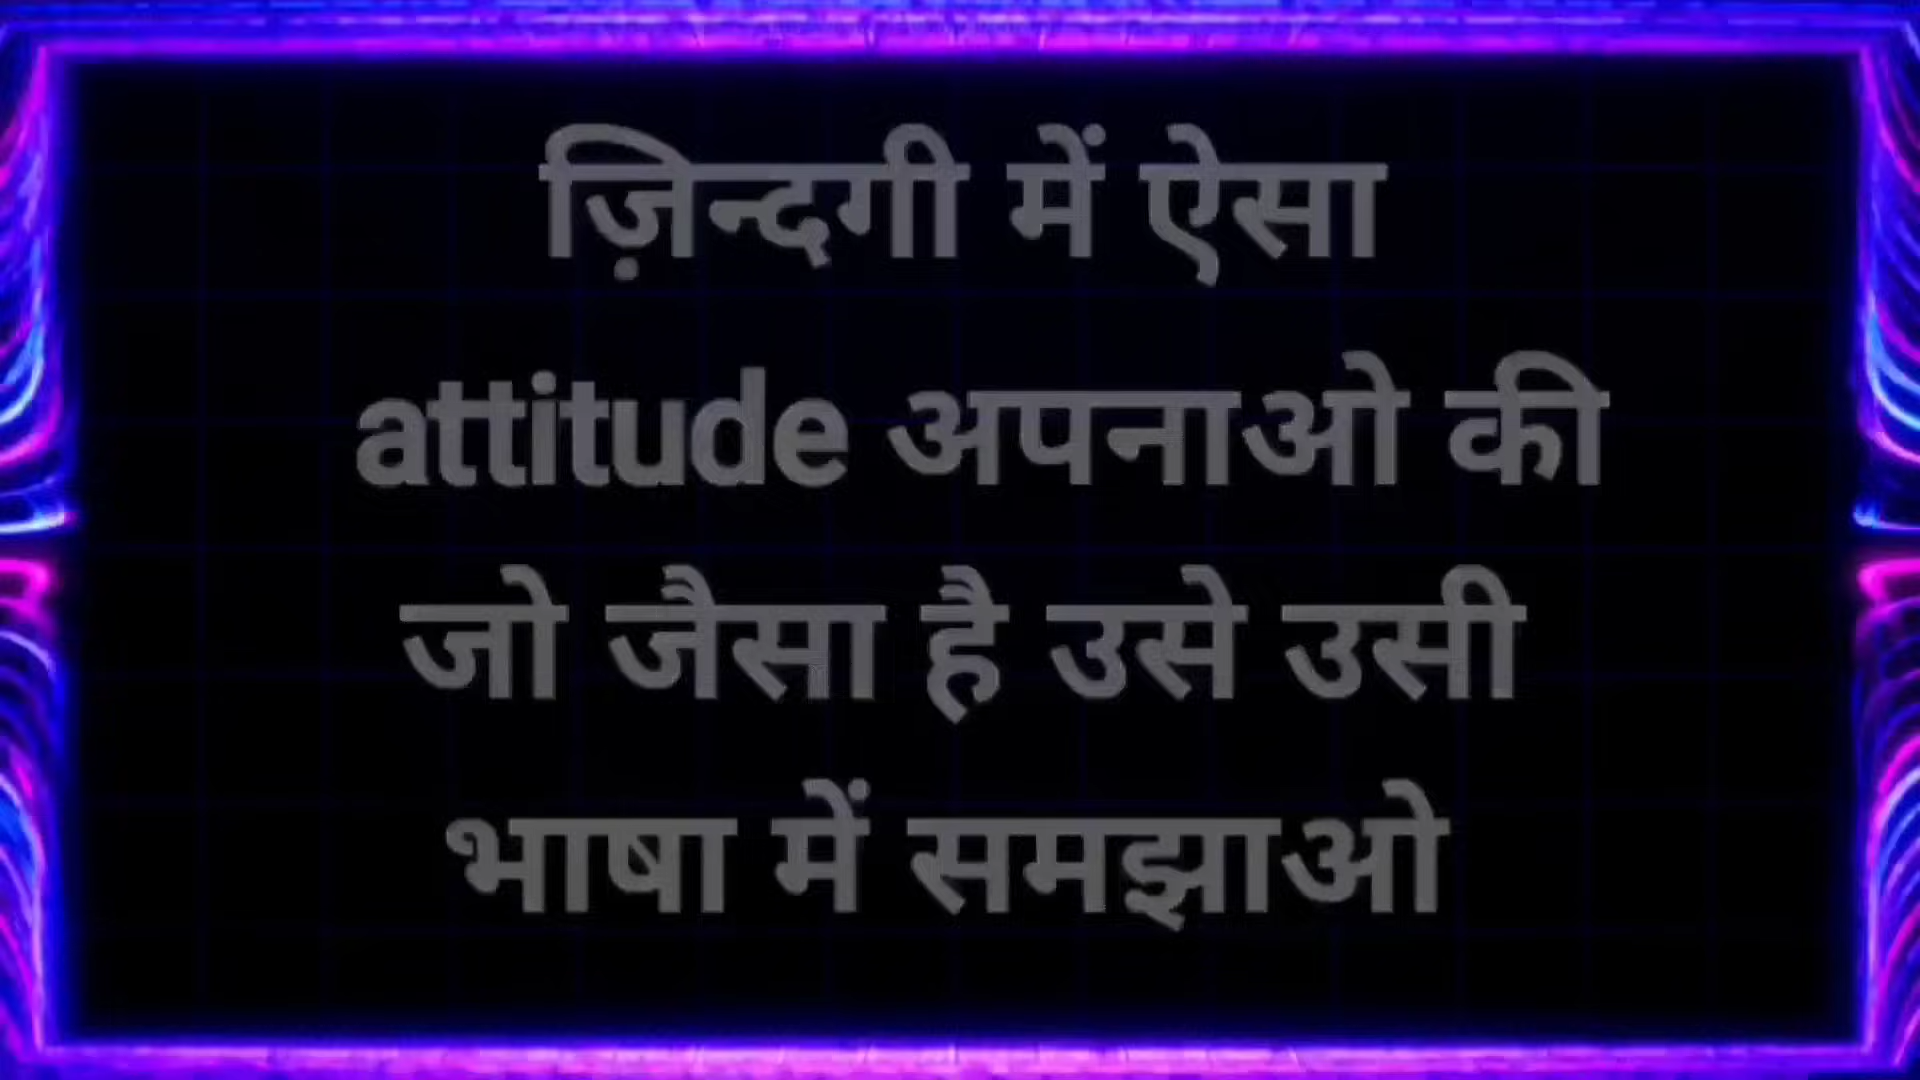 ज़िन्दगी में ऐसा
attitude अपनाओ की
जो जैसा है उसे उसी
भाषा में समझाओ